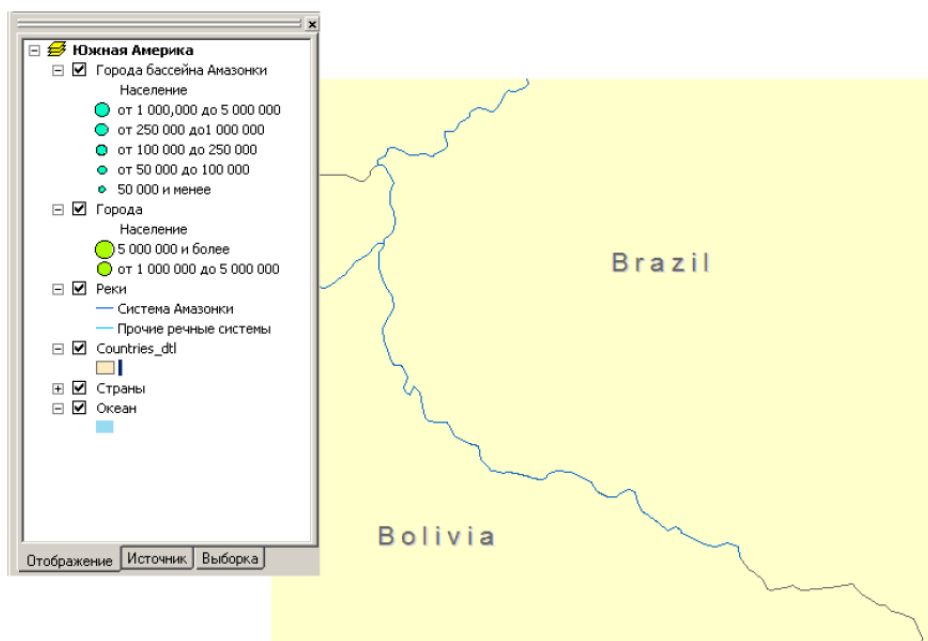 Южная Америка
Города бассейна Амазонки
Население
от 1 000,000 до 5 000 000
от 250 000 до1 000 000
от 100 000 до 250 000
от 50 000 до 100 000
50 000 и менее
Города
Население
5 000 000 и более
от 1 000 000 до 5 000 000
Реки
Система Амазонки
Прочие речные системы
Countries_dtl
Страны
Океан
Отображение Источник Выборка
Brazil
Bolivia